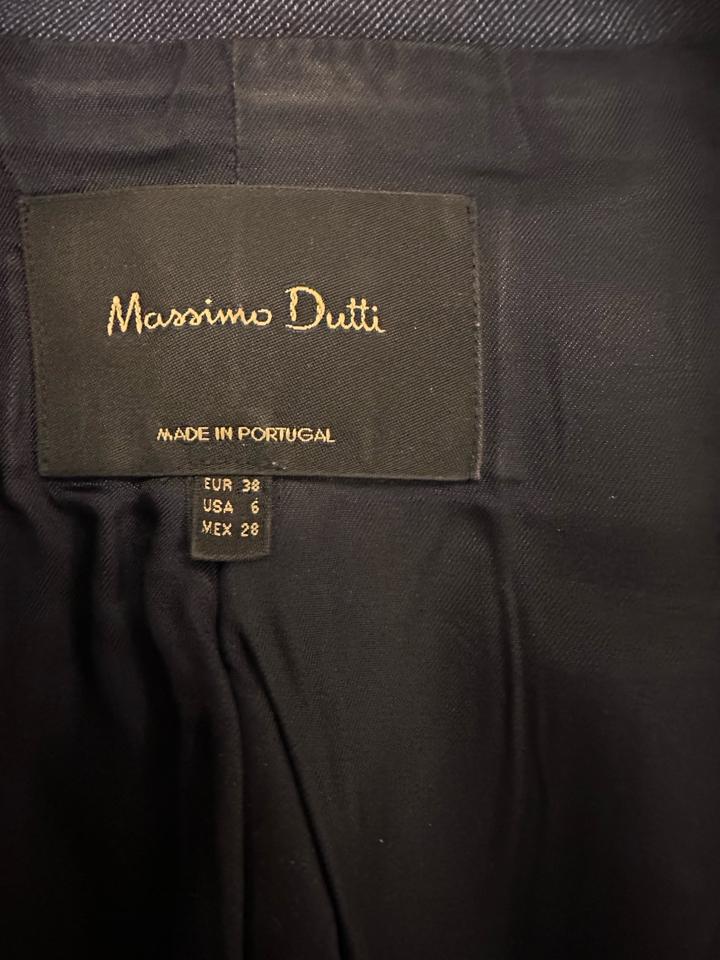 Massimo Dutti
MADE IN PORTUGAL
EUR 38
USA 6
MEX 28